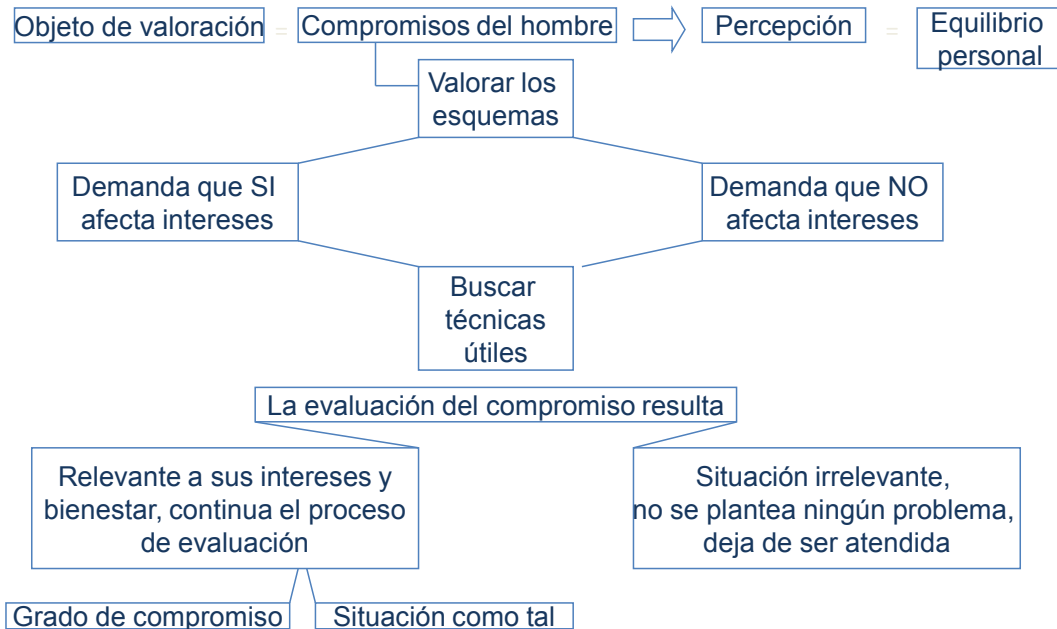 Objeto de valoración = Compromisos del hombre Percepción = Equilibrio
personal
Valorar los
esquemas
Demanda que SI
afecta intereses
Demanda que NO
afecta intereses
Buscar
técnicas
útiles
La evaluación del compromiso resulta
Relevante a sus intereses y
bienestar, continua el proceso
de evaluación
Situación irrelevante,
no se plantea ningún problema,
deja de ser atendida
Grado de compromiso
Situación como tal